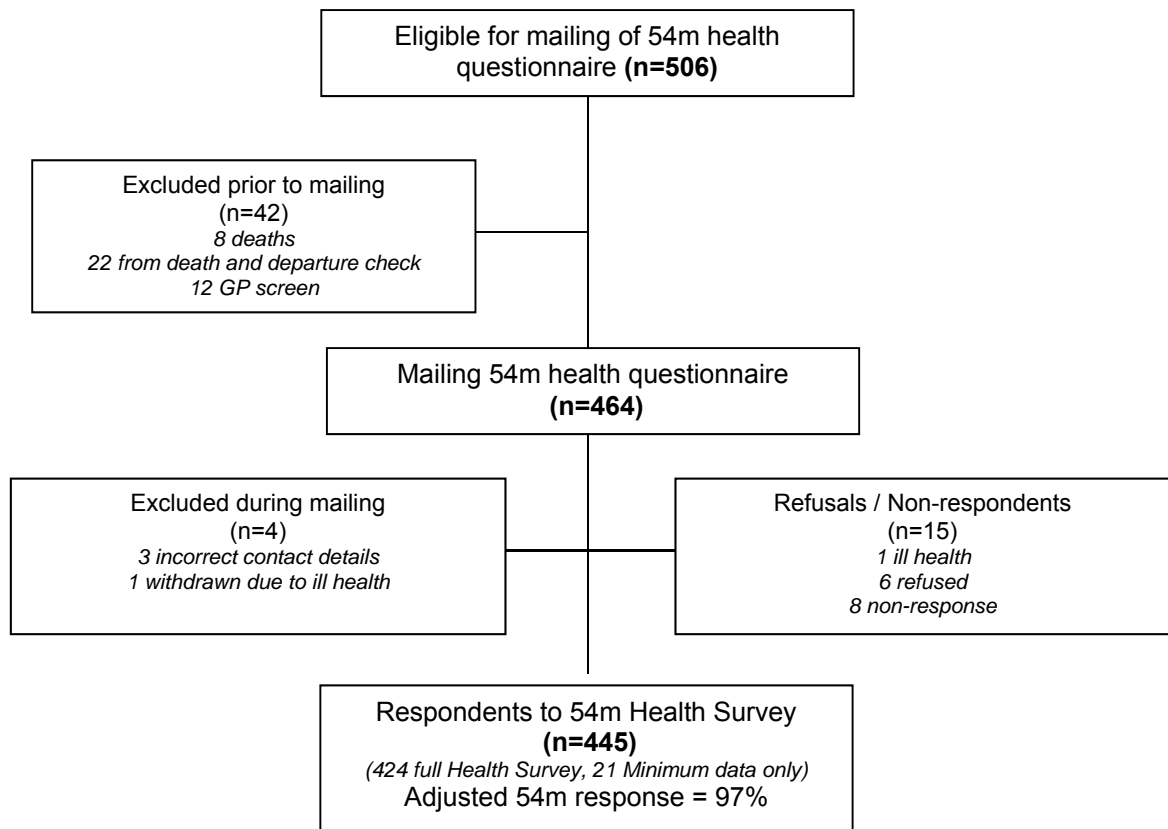 Eligible for mailing of 54m health
questionnaire (n=506)
Excluded prior to mailing
(n=42)
8 deaths
22 from death and departure check
12 GP screen
Mailing 54m health questionnaire
(n=464)
Excluded during mailing
(n=4)
3 incorrect contact details
1 withdrawn due to ill health
Refusals / Non-respondents
(n=15)
1 ill health
6 refused
8 non-response
Respondents to 54m Health Survey
(n=445)
(424 full Health Survey, 21 Minimum data only)
Adjusted 54m response = 97%